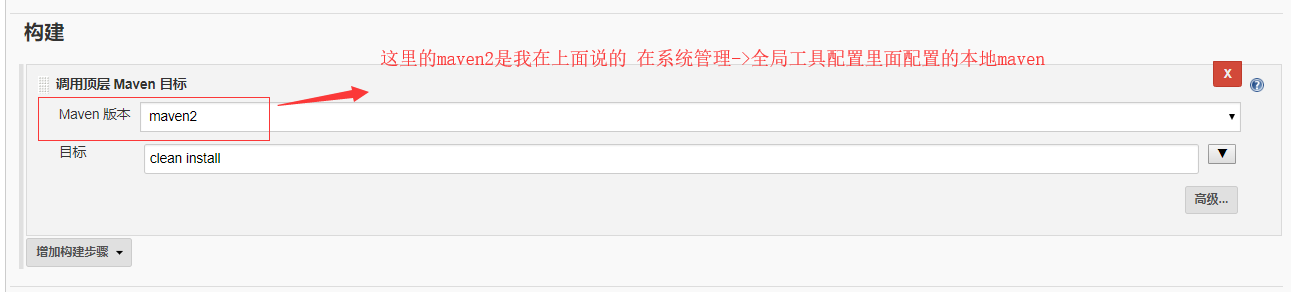 构建
这里的maven2是我在上面说的 在系统管理->全局工具配置里面配置的本地maven
X
调用顶层 Maven 目标
Maven 版本
maven2
目标
clean install
高级...
增加构建步骤